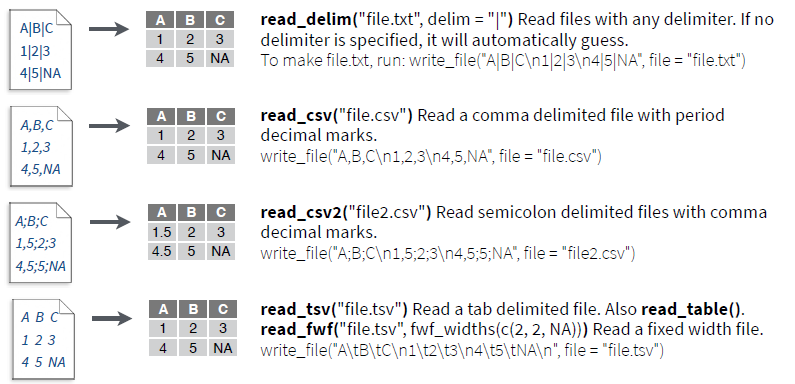 A|B|C
1|2|3
4|5|NA
A B C
1 2 3
4 5 NA
read_delim("file.txt", delim = "|") Read files with any delimiter. If no
delimiter is specified, it will automatically guess.
To make file.txt, run: write_file("A|B|C\n1|2|3\n4|5|NA", file = "file.txt")
A,B,C
1,2,3
4,5,NA
A B C
1 2 3
4 5 NA
read_csv("file.csv") Read a comma delimited file with period
decimal marks.
write_file("A,B,C\n1,2,3\n4,5,NA", file = "file.csv")
A;B;C
1,5;2;3
4,5;5;NA
A B C
1.5 2 3
4.5 5 NA
read_csv2("file2.csv") Read semicolon delimited files with comma
decimal marks.
write_file("A;B;C\n1,5;2;3\n4,5;5;NA", file = "file2.csv")
A B C
1 2 3
4 5 NA
A B C
1 2 3
4 5 NA
read_tsv("file.tsv") Read a tab delimited file. Also read_table().
read_fwf("file.tsv", fwf_widths(c(2, 2, NA))) Read a fixed width file.
write_file("A\tB\tC\n1\t2\t3\n4\t5\tNA\n", file = "file.tsv")